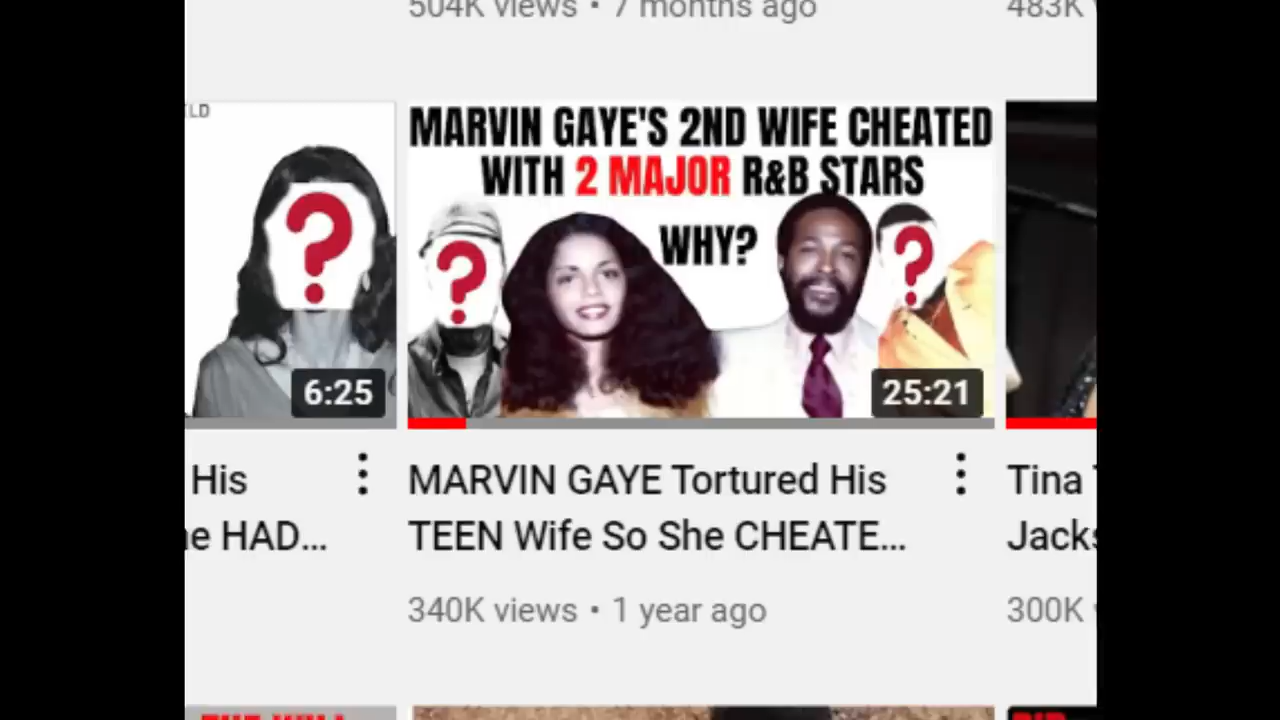 504K views • 7 months ago
483K
MARVIN GAYE'S 2ND WIFE CHEATED
WITH 2 MAJOR R&B STARS
WHY?
?
?
?
6:25
25:21
His
HAD...
MARVIN GAYE Tortured His
TEEN Wife So She CHEATE...
340K views • 1 year ago
Tina
300K